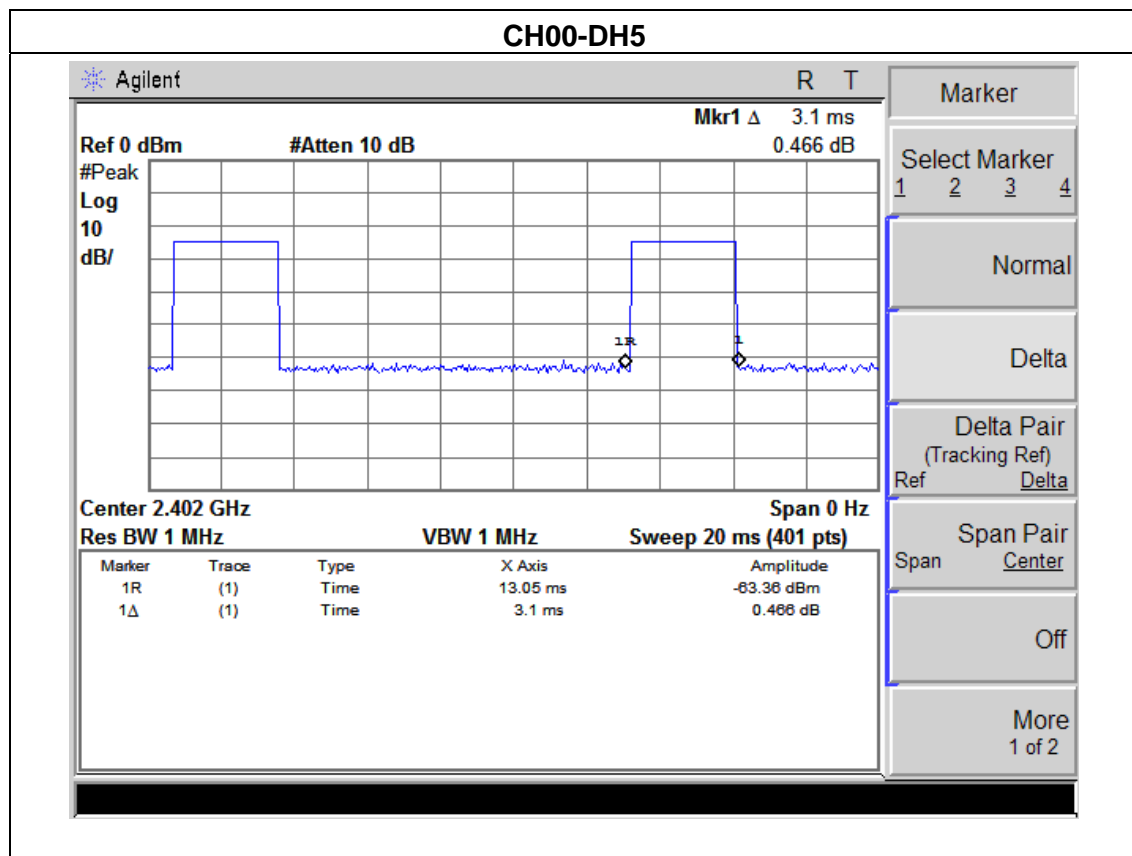 CH00-DH5
Agilent R T
Mkr1 Δ 3.1 ms
Ref 0 dBm #Atten 10 dB 0.466 dB
#Peak
Log
10
dB/
1R 1
Center 2.402 GHz Span 0 Hz
Res BW 1 MHz VBW 1 MHz Sweep 20 ms (401 pts)
Marker Trace Type X Axis Amplitude
1R (1) Time 13.05 ms -63.36 dBm
1Δ (1) Time 3.1 ms 0.466 dB
Marker
Select Marker
1 2 3 4
Normal
Delta
Delta Pair
(Tracking Ref)
Ref Delta
Span Pair
Span Center
Off
More
1 of 2